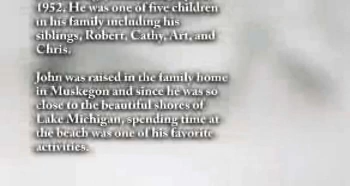 1952. He was one of five children
in his family including his
siblings, Robert, Cathy, Art, and
Chris.
John was raised in the family home
in Muskegon and since he was so
close to the beautiful shores of
Lake Michigan, spending time at
the beach was one of his favorite
activities.